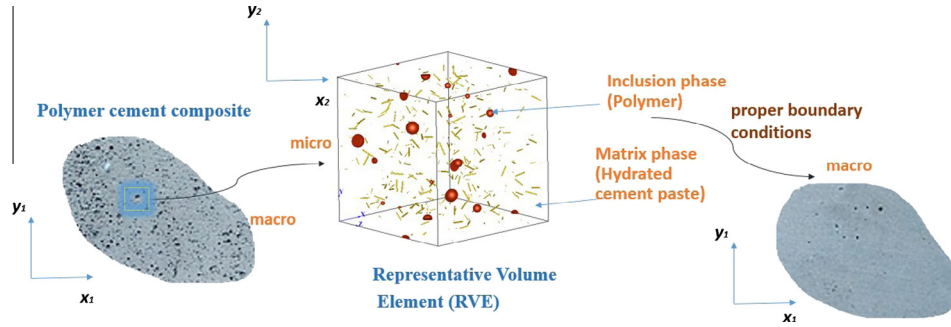 y2
x2
Polymer cement composite
micro
macro
y1
x1
Representative Volume
Element (RVE)
Inclusion phase
(Polymer)
Matrix phase
(Hydrated
cement paste)
proper boundary
conditions
macro
y1
x1